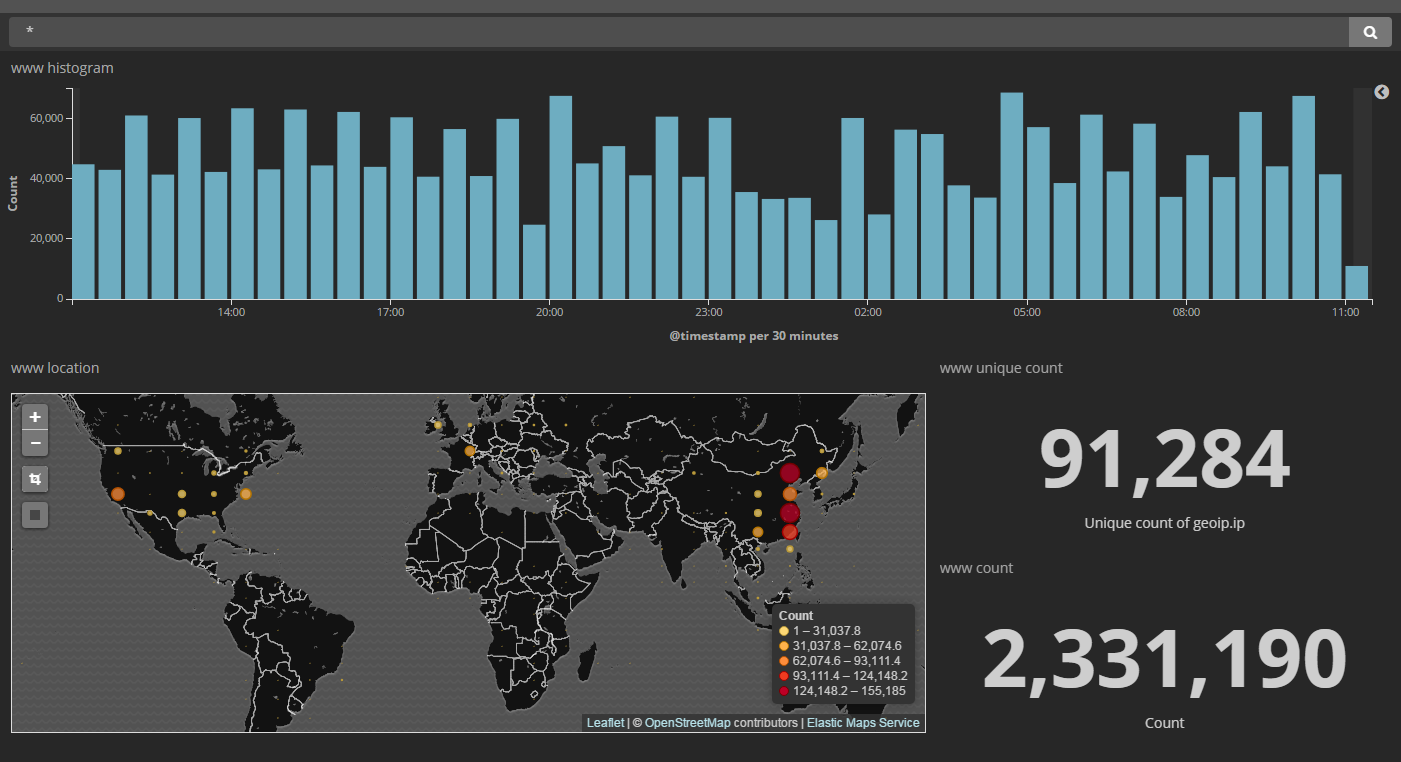 *
www histogram
60,000
40,000
20,000
0
Count
14:00
17:00
20:00
23:00
02:00
05:00
08:00
11:00
@timestamp per 30 minutes
www location
+
−
Count
1 – 31,037.8
31,037.8 – 62,074.6
62,074.6 – 93,111.4
93,111.4 – 124,148.2
124,148.2 – 155,185
Leaflet | © OpenStreetMap contributors | Elastic Maps Service
www unique count
91,284
Unique count of geoip.ip
www count
2,331,190
Count